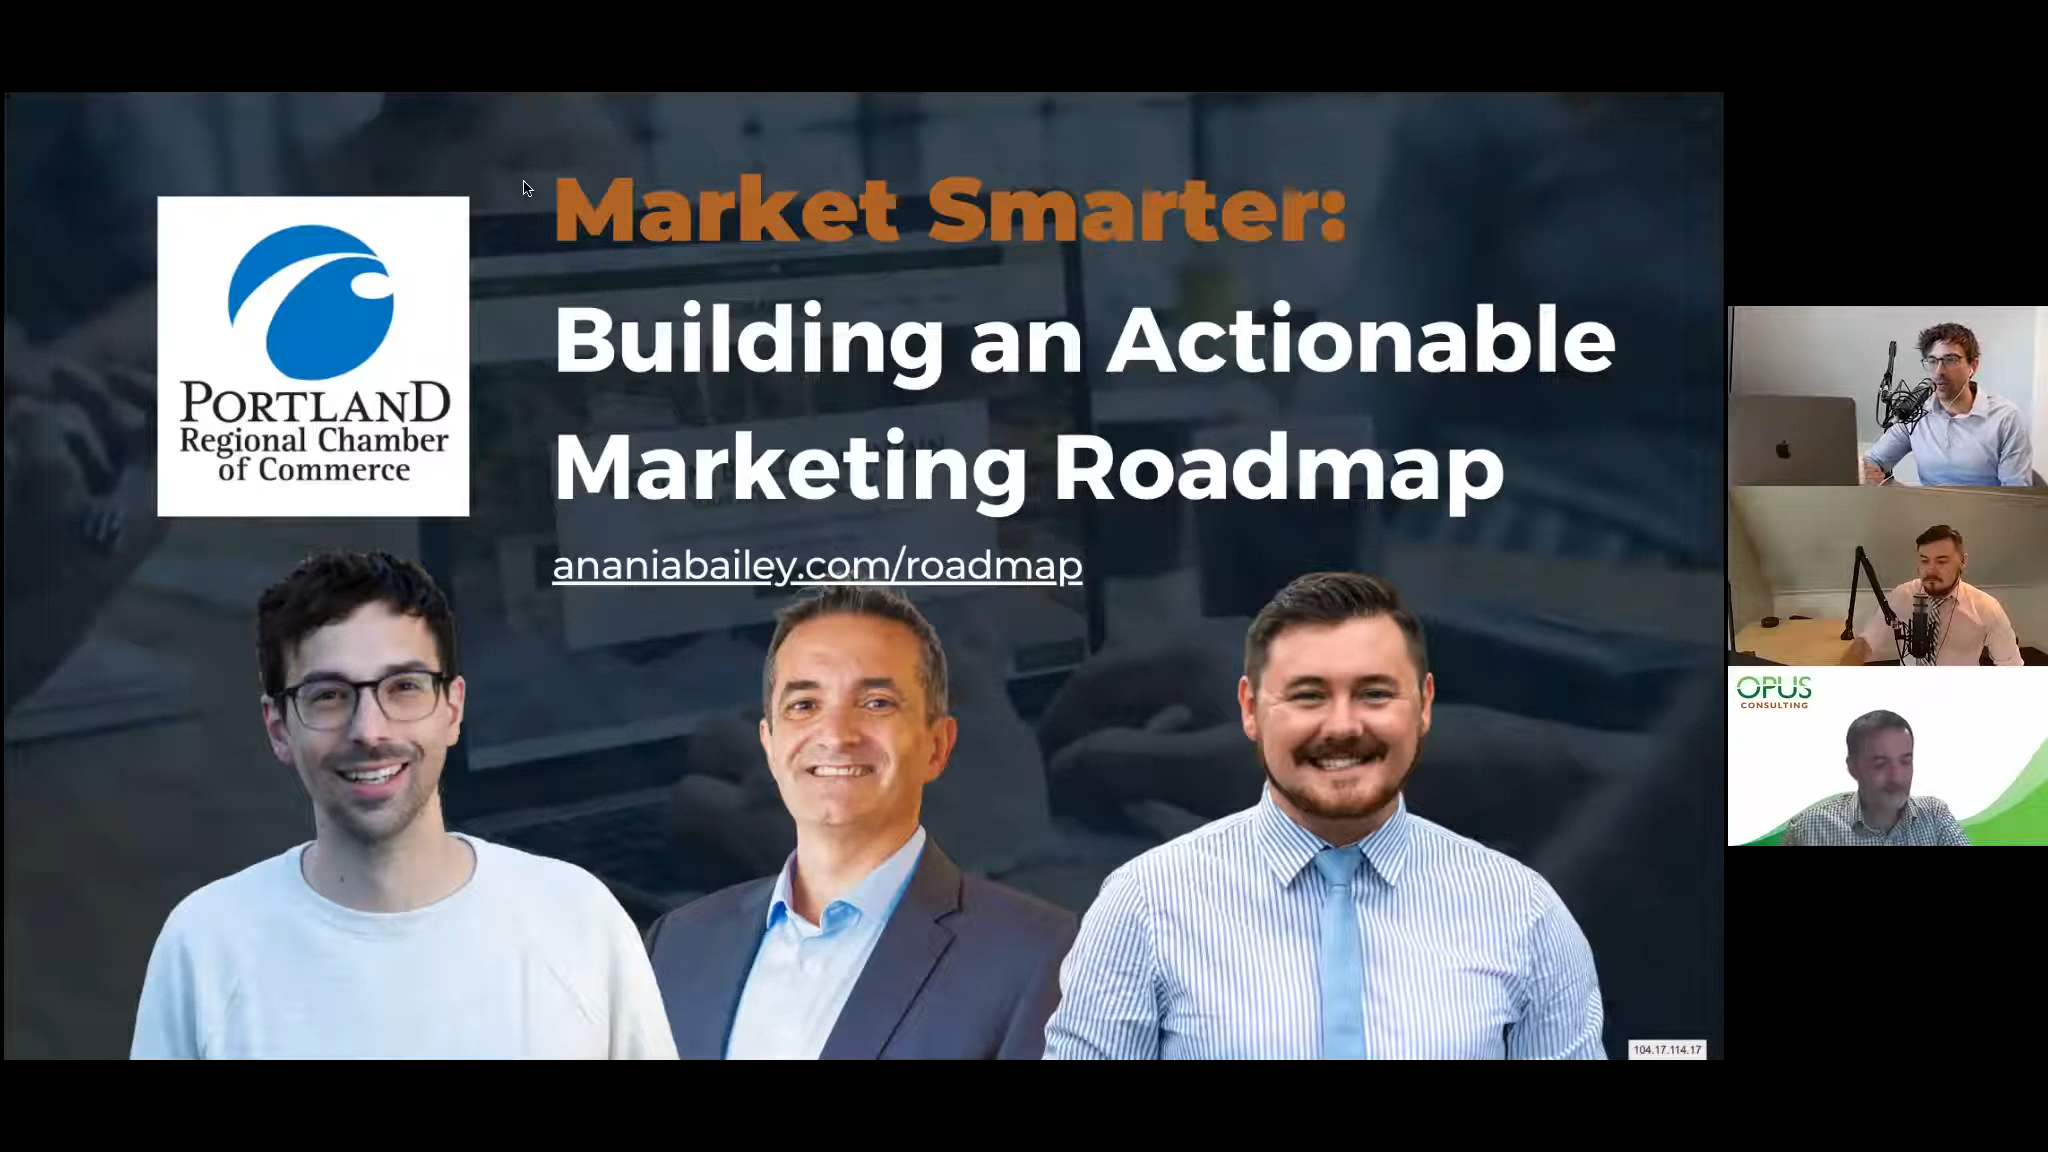 Market Smarter:
Building an Actionable
Marketing Roadmap
ananiabailey.com/roadmap
PORTLAND
Regional Chamber
of Commerce
OPUS
CONSULTING
104.17.114.17